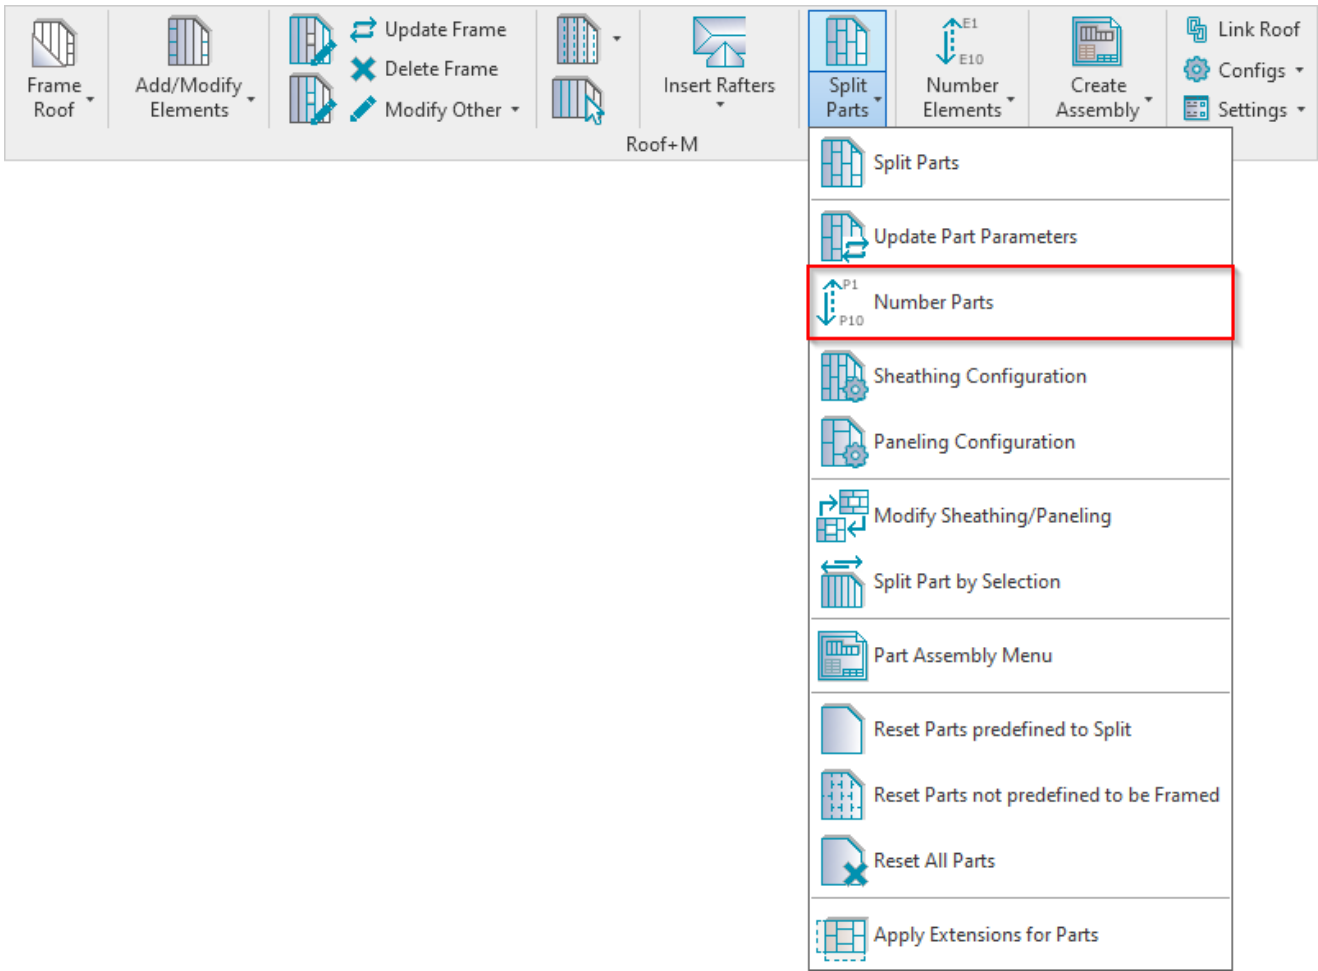 Frame
Roof
Add/Modify
Elements
Update Frame
Delete Frame
Modify Other
Insert Rafters
Split
Parts
E1
E10
Number
Elements
Create
Assembly
Link Roof
Configs
Settings
Roof+M
Split Parts
Update Part Parameters
P1
P10
Number Parts
Sheathing Configuration
Paneling Configuration
Modify Sheathing/Paneling
Split Part by Selection
Part Assembly Menu
Reset Parts predefined to Split
Reset Parts not predefined to be Framed
Reset All Parts
Apply Extensions for Parts